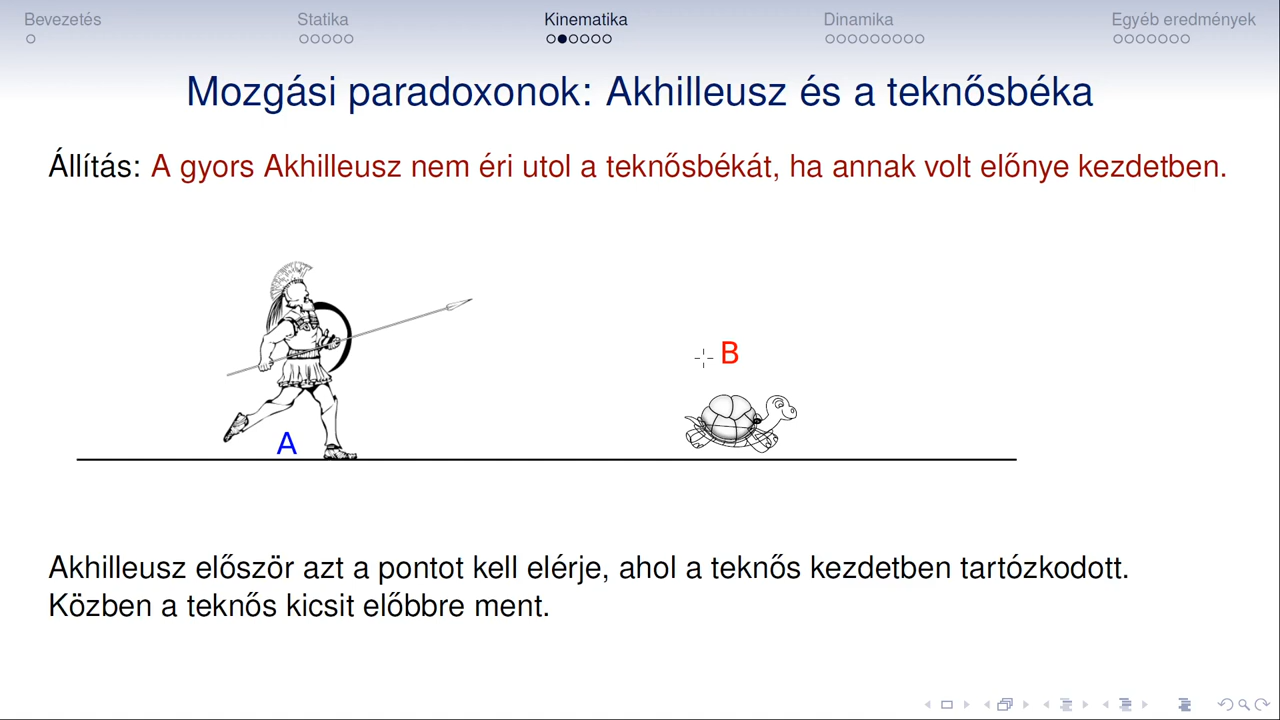 Bevezetés
Statika
Kinematika
Dinamika
Egyéb eredmények
Mozgási paradoxonok: Akhilleusz és a teknősbéka
Állítás: A gyors Akhilleusz nem éri utol a teknősbékát, ha annak volt előnye kezdetben.
B
A
Akhilleusz először azt a pontot kell elérje, ahol a teknős kezdetben tartózkodott.
Közben a teknős kicsit előbbre ment.